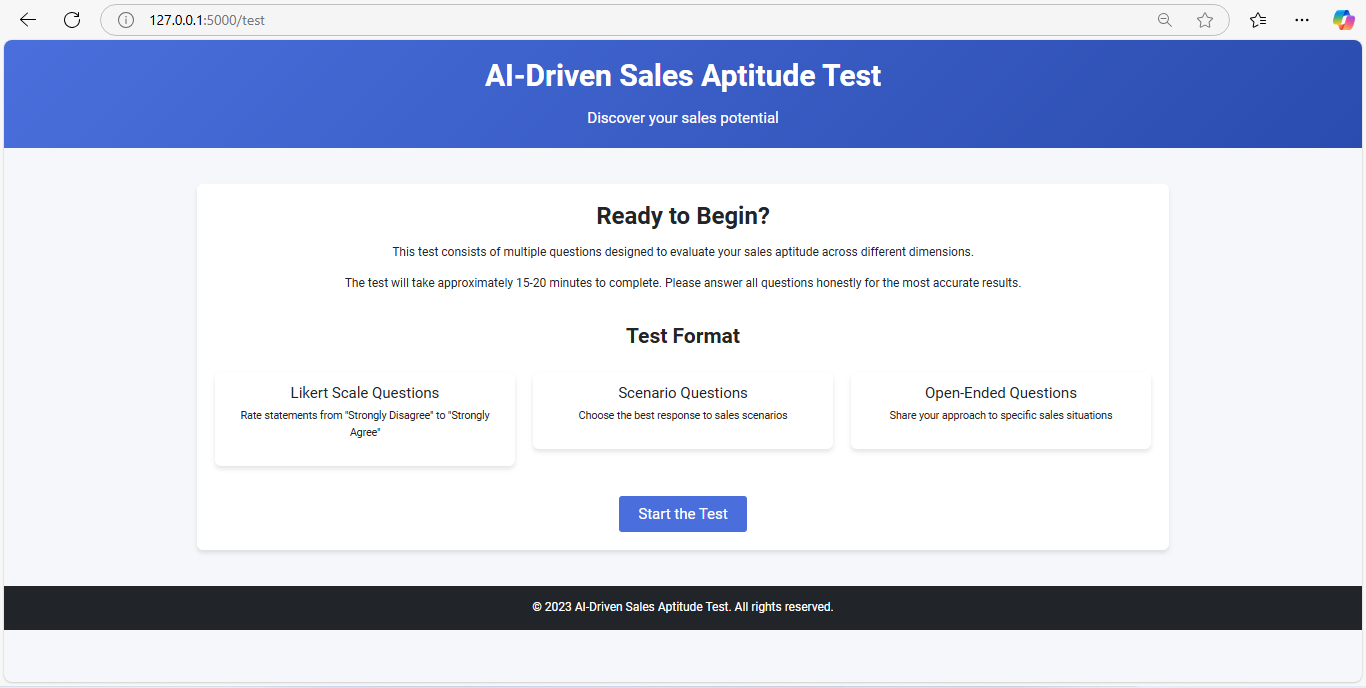 127.0.0.1:5000/test
AI-Driven Sales Aptitude Test
Discover your sales potential
Ready to Begin?
This test consists of multiple questions designed to evaluate your sales aptitude across different dimensions.
The test will take approximately 15-20 minutes to complete. Please answer all questions honestly for the most accurate results.
Test Format
Likert Scale Questions
Rate statements from "Strongly Disagree" to "Strongly
Agree"
Scenario Questions
Choose the best response to sales scenarios
Open-Ended Questions
Share your approach to specific sales situations
Start the Test
© 2023 AI-Driven Sales Aptitude Test. All rights reserved.